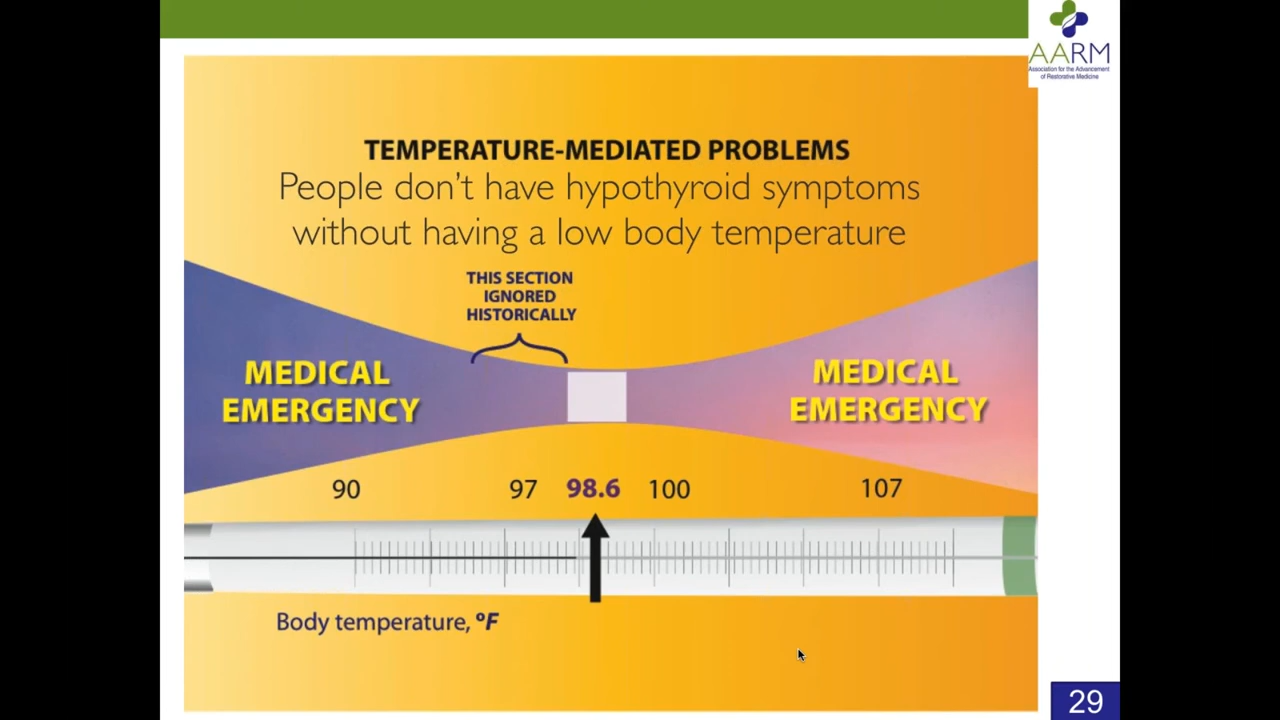 AARM
Association for the Advancement
of Restorative Medicine
TEMPERATURE-MEDIATED PROBLEMS
People don't have hypothyroid symptoms
without having a low body temperature
THIS SECTION
IGNORED
HISTORICALLY
MEDICAL
EMERGENCY
MEDICAL
EMERGENCY
90 97 98.6 100 107
Body temperature, ºF
29